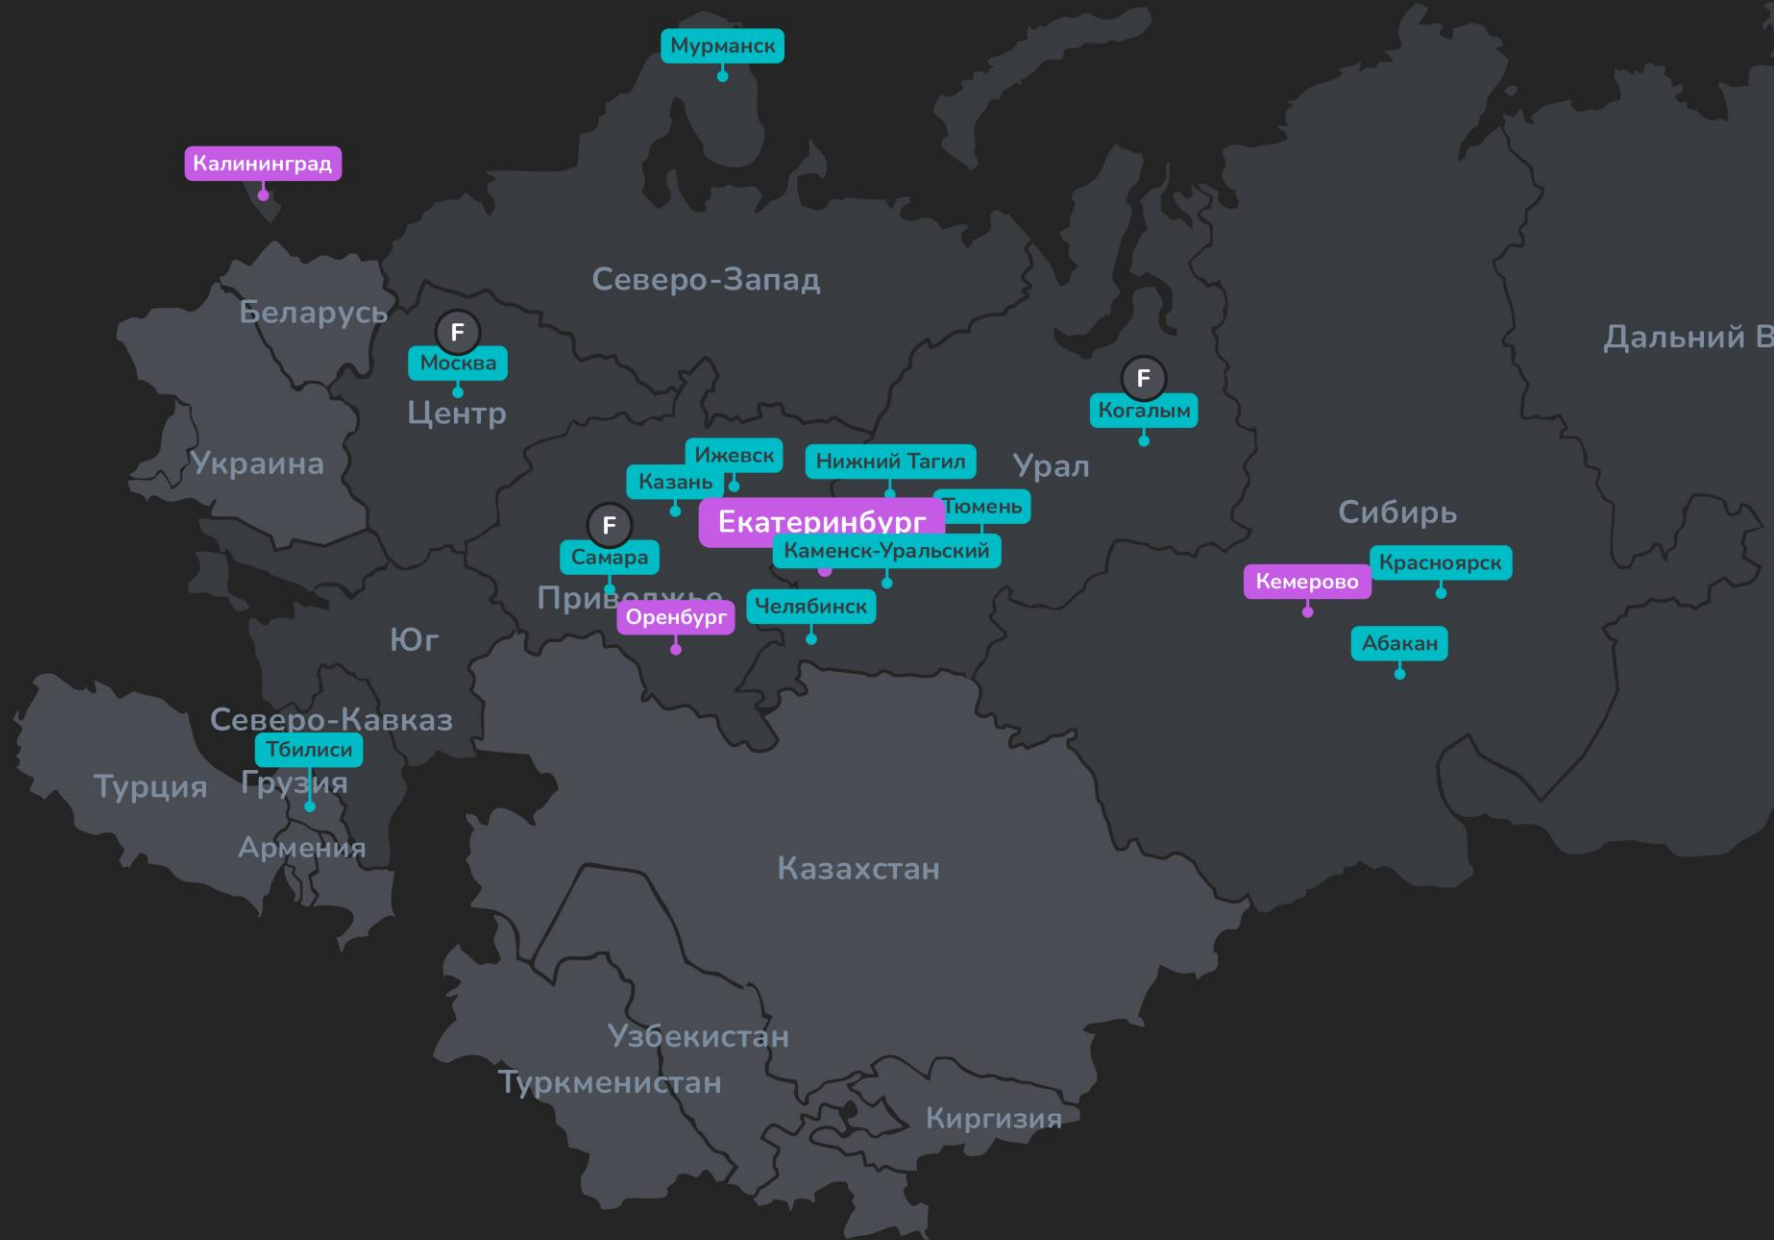 Мурманск
Калининград
Северо-Запад
Беларусь
F
Москва
Дальний В
F
Когалым
Центр
Ижевск
Нижний Тагил
Урал
Украина
Казань
Тюмень
Екатеринбург
Сибирь
F
Самара
Каменск-Уральский
Красноярск
Кемерово
Приволжье
Челябинск
Оренбург
Юг
Абакан
Северо-Кавказ
Тбилиси
Турция
Грузия
Армения
Казахстан
Узбекистан
Туркменистан
Киргизия